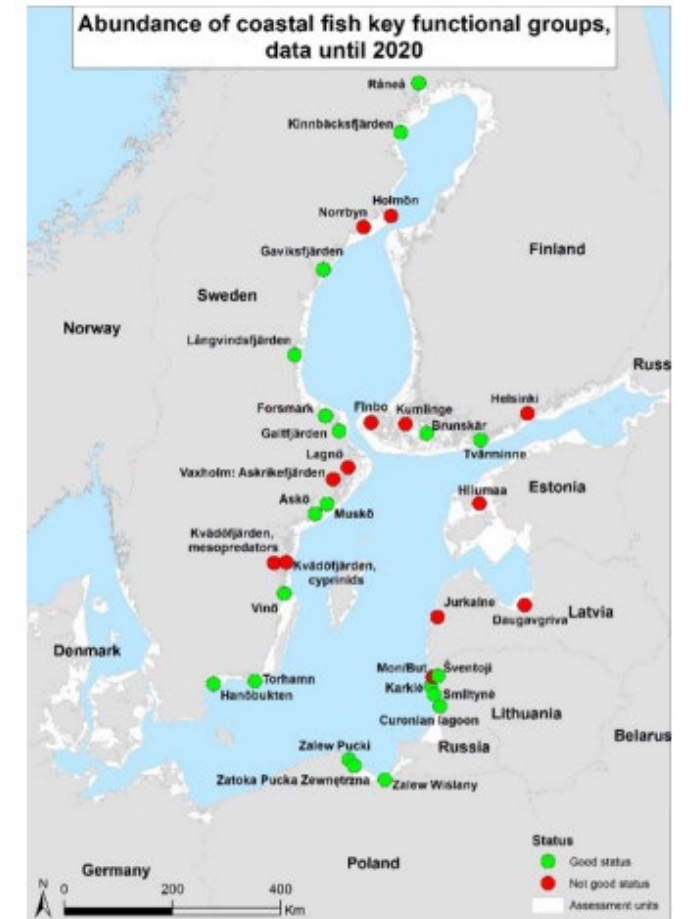 Abundance of coastal fish key functional groups,
data until 2020
Råneå
Kinnbäcksfjärden
Holmön
Norrbyn
Gaviksfjärden
Finland
Sweden
Norway
Långvindsfjärden
Russ
Forsmark
Finbo
Kumlinge
Helsinki
Galtfjärden
Brunskär
Tvärminne
Lagnö
Vaxholm: Askrikefjärden
Hiiumaa
Estonia
Askö
Muskö
Kvädöfjärden,
mesopredators
Kvädöfjärden,
cyprinids
Vinö
Jurkalne
Daugavgriva
Latvia
Denmark
Mon/But
Šventoji
Torhamn
Karklė
Smiltynė
Hanöbukten
Curonian lagoon
Lithuania
Belarus
Zalew Pucki
Russia
Zatoka Pucka Zewnętrzna
Zalew Wiślany
Status
Good status
Not good status
Assessment units
Germany
Poland
N
0
200
400
Km